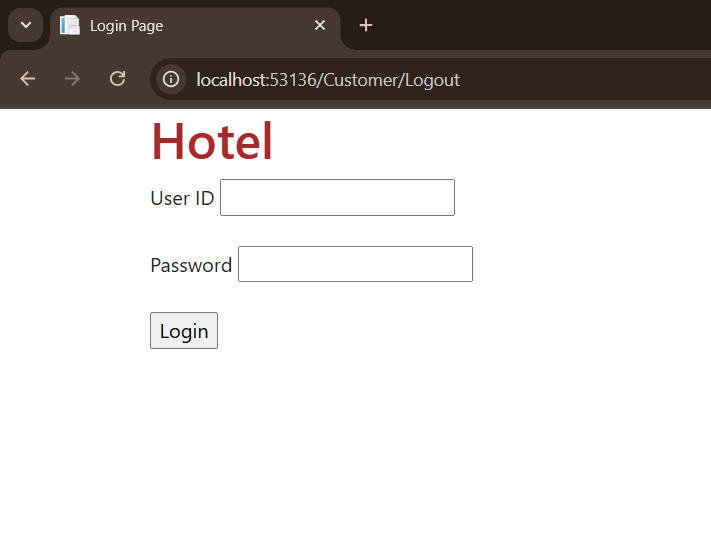 Login Page
localhost:53136/Customer/Logout
Hotel
User ID
Password
Login